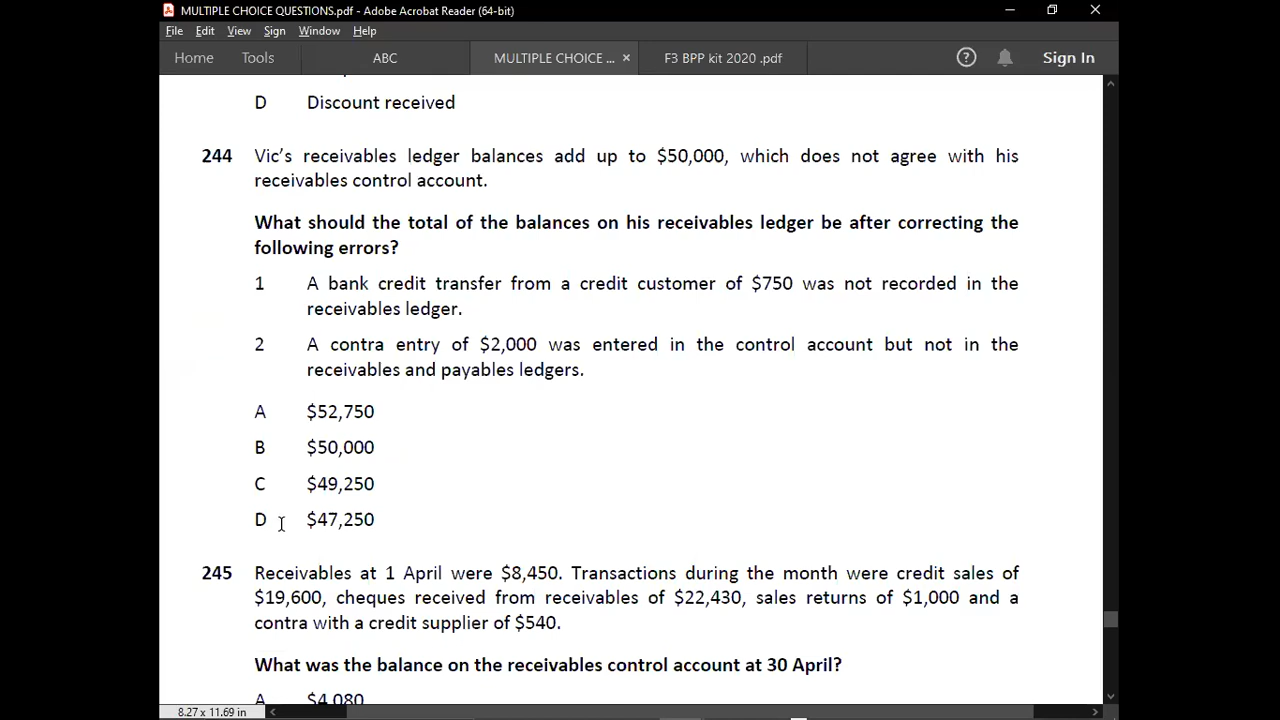 MULTIPLE CHOICE QUESTIONS.pdf - Adobe Acrobat Reader (64-bit)
File Edit View Sign Window Help
Home Tools ABC MULTIPLE CHOICE ... × F3 BPP kit 2020 .pdf ? Sign In
D Discount received
244 Vic's receivables ledger balances add up to $50,000, which does not agree with his
receivables control account.
What should the total of the balances on his receivables ledger be after correcting the
following errors?
1 A bank credit transfer from a credit customer of $750 was not recorded in the
receivables ledger.
2 A contra entry of $2,000 was entered in the control account but not in the
receivables and payables ledgers.
A $52,750
B $50,000
C $49,250
D $47,250
245 Receivables at 1 April were $8,450. Transactions during the month were credit sales of
$19,600, cheques received from receivables of $22,430, sales returns of $1,000 and a
contra with a credit supplier of $540.
What was the balance on the receivables control account at 30 April?
A $4,080
8.27 x 11.69 in